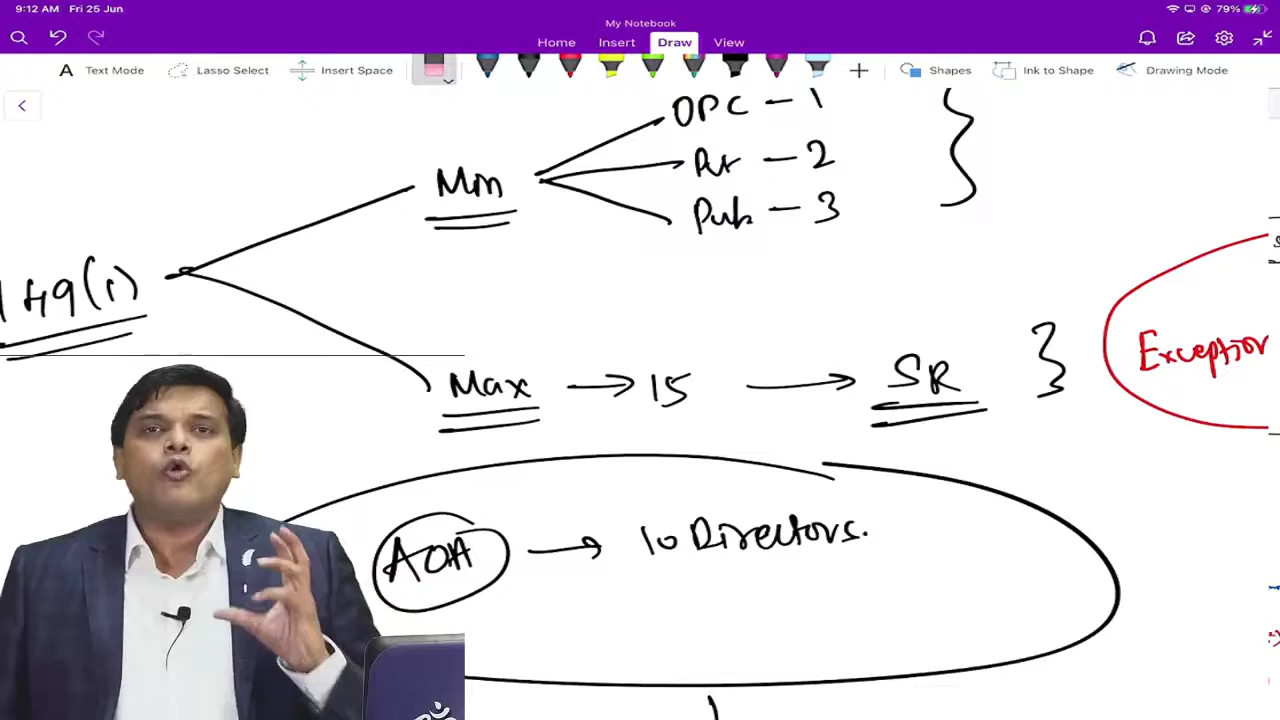 9:12 AM Fri 25 Jun 79%
My Notebook
Home Insert Draw View
A Text Mode Lasso Select Insert Space Shapes Ink to Shape Drawing Mode
OPC - 1
Min Pvt - 2
Pub - 3
149(1)
Exception
Max → 15 → SR
AOA → 10 Directors.